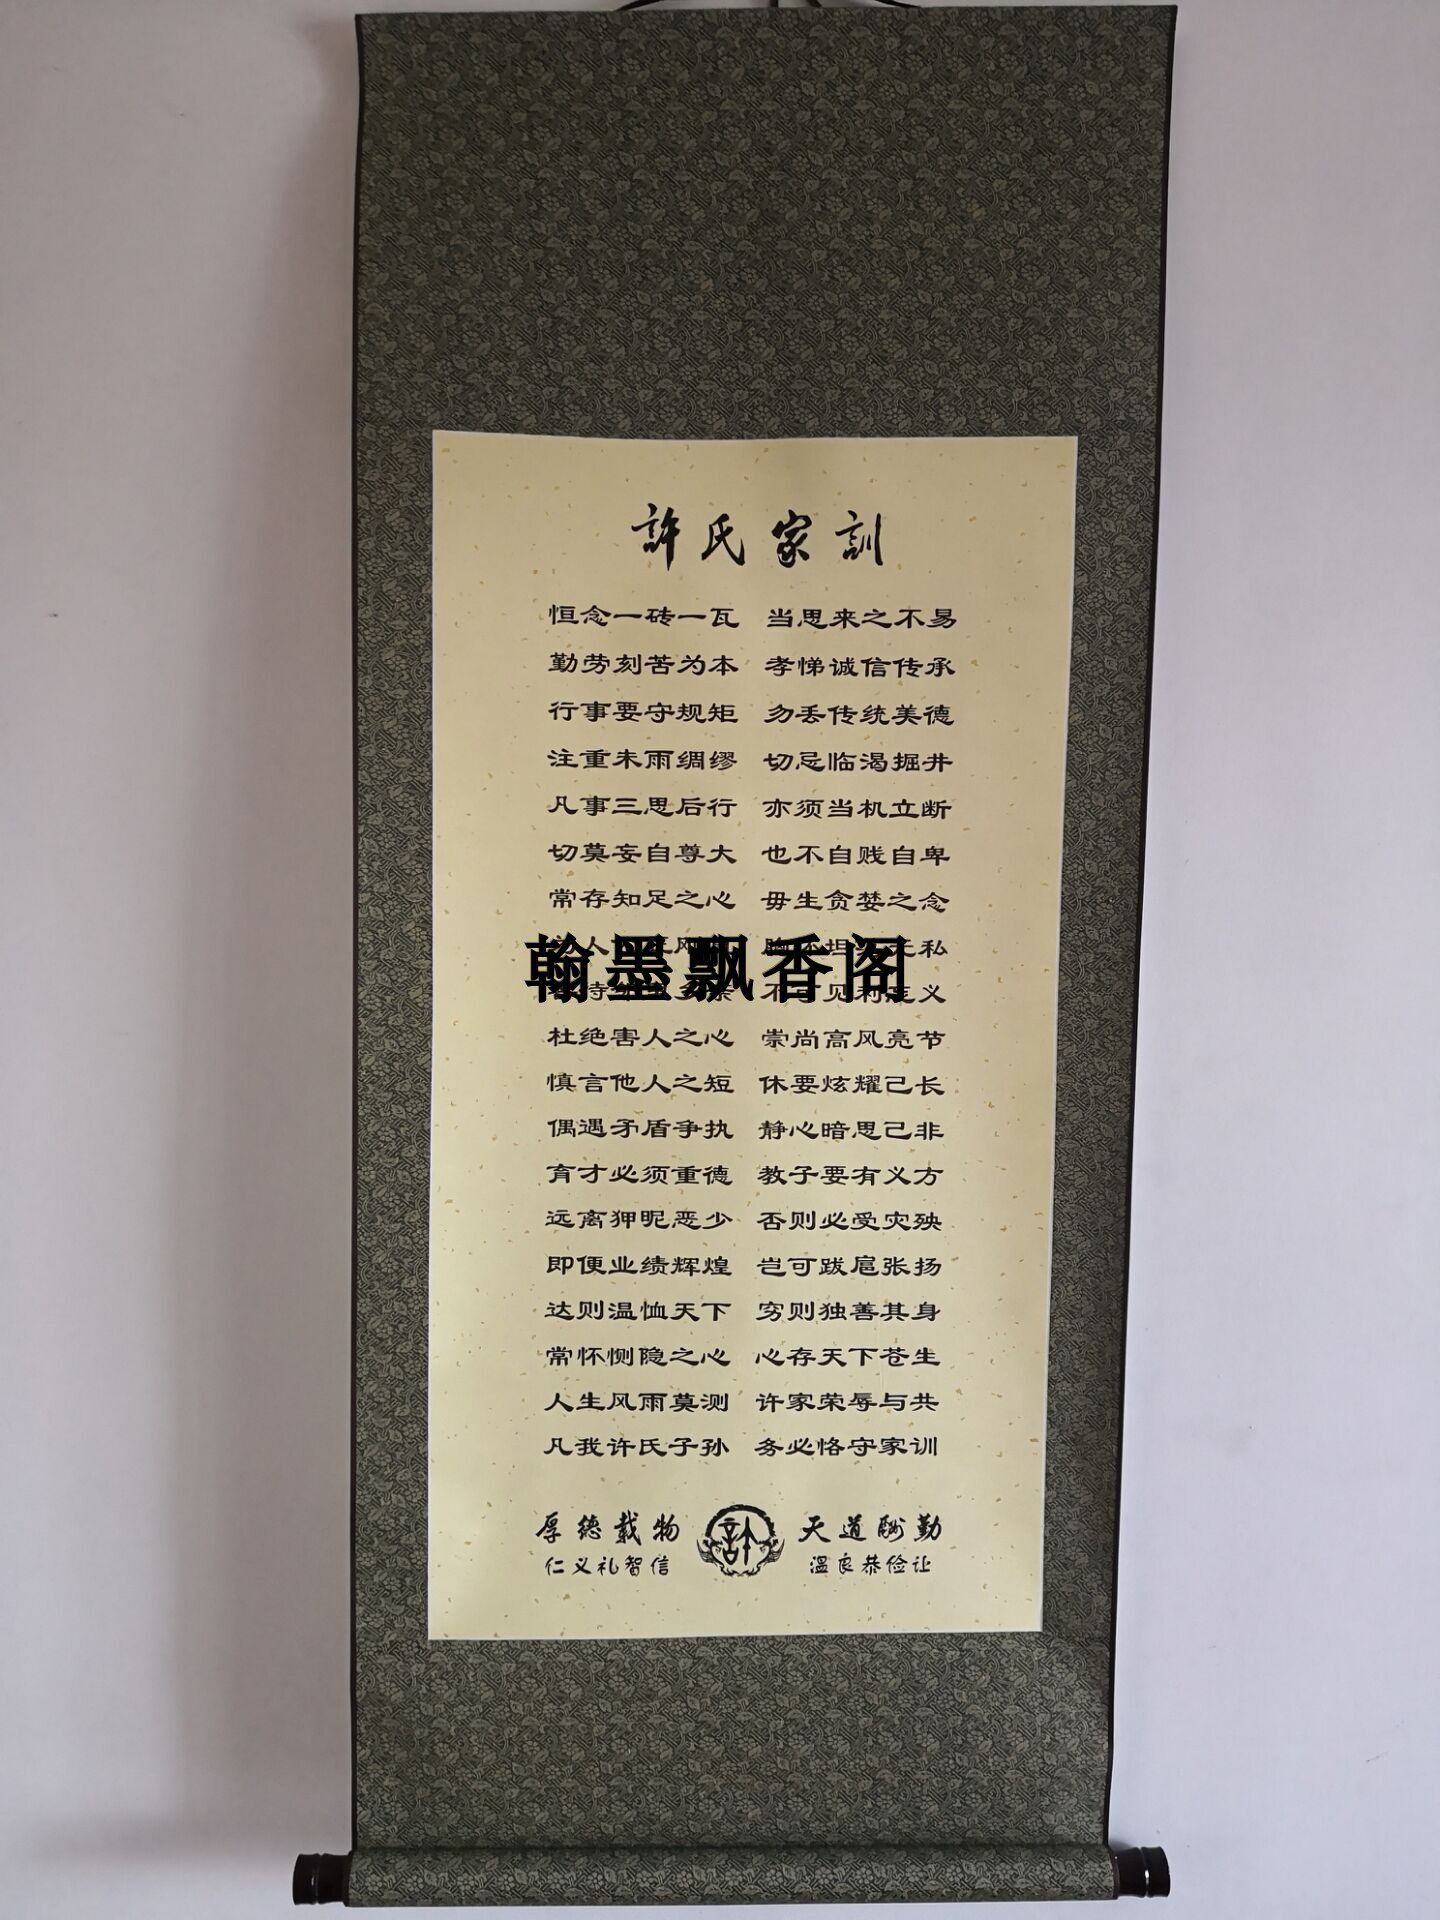 許氏家訓
恒念一砖一瓦 当思来之不易
勤劳刻苦为本 孝悌诚信传承
行事要守规矩 勿丢传统美德
注重未雨绸缪 切忌临渴掘井
凡事三思后行 亦须当机立断
切莫妄自尊大 也不自贱自卑
常存知足之心 毋生贪婪之念
人 坦 私
翰墨飘香阁
不可见利 义
杜绝害人之心 崇尚高风亮节
慎言他人之短 休要炫耀己长
偶遇矛盾争执 静心暗思己非
育才必须重德 教子要有义方
远离狎昵恶少 否则必受灾殃
即便业绩辉煌 岂可跋扈张扬
达则温恤天下 穷则独善其身
常怀恻隐之心 心存天下苍生
人生风雨莫测 许家荣辱与共
凡我许氏子孙 务必恪守家训
厚德载物 許 天道酬勤
仁义礼智信 温良恭俭让